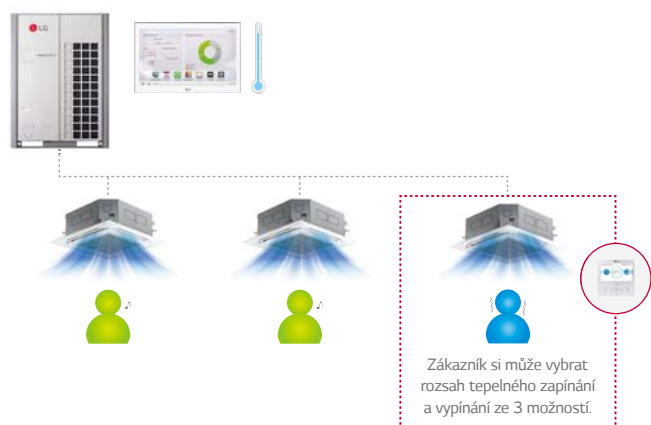 LG
Zákazník si může vybrat
rozsah tepelného zapínání
a vypínání ze 3 možností.